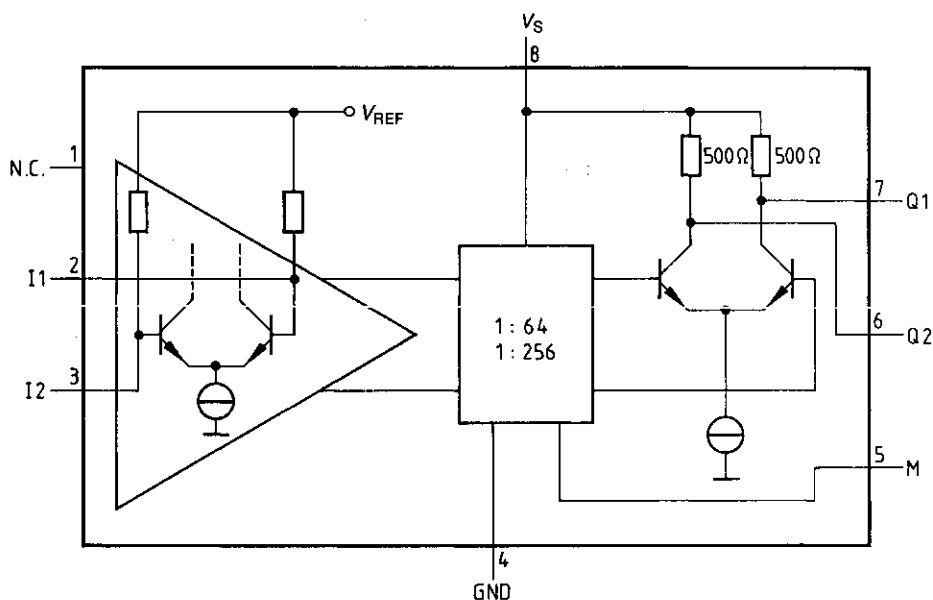 VS
8
VREF
1
N.C.
500Ω
500Ω
7
Q1
2
I1
1 : 64
1 : 256
6
Q2
3
I2
5
M
4
GND